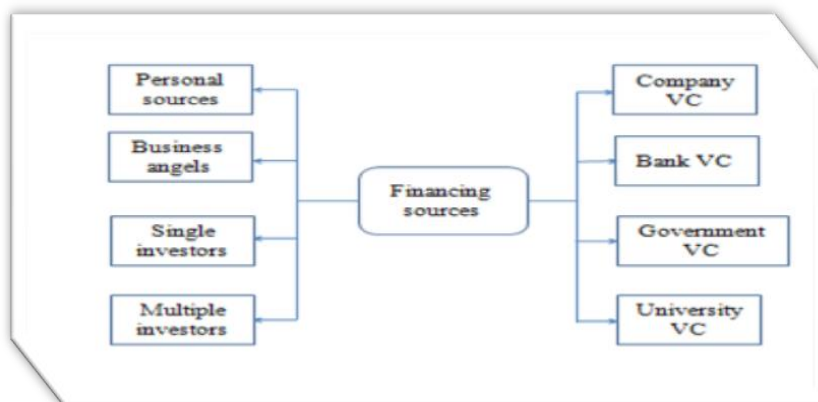 Personal
sources
Business
angels
Single
investors
Multiple
investors
Financing
sources
Company
VC
Bank VC
Government
VC
University
VC